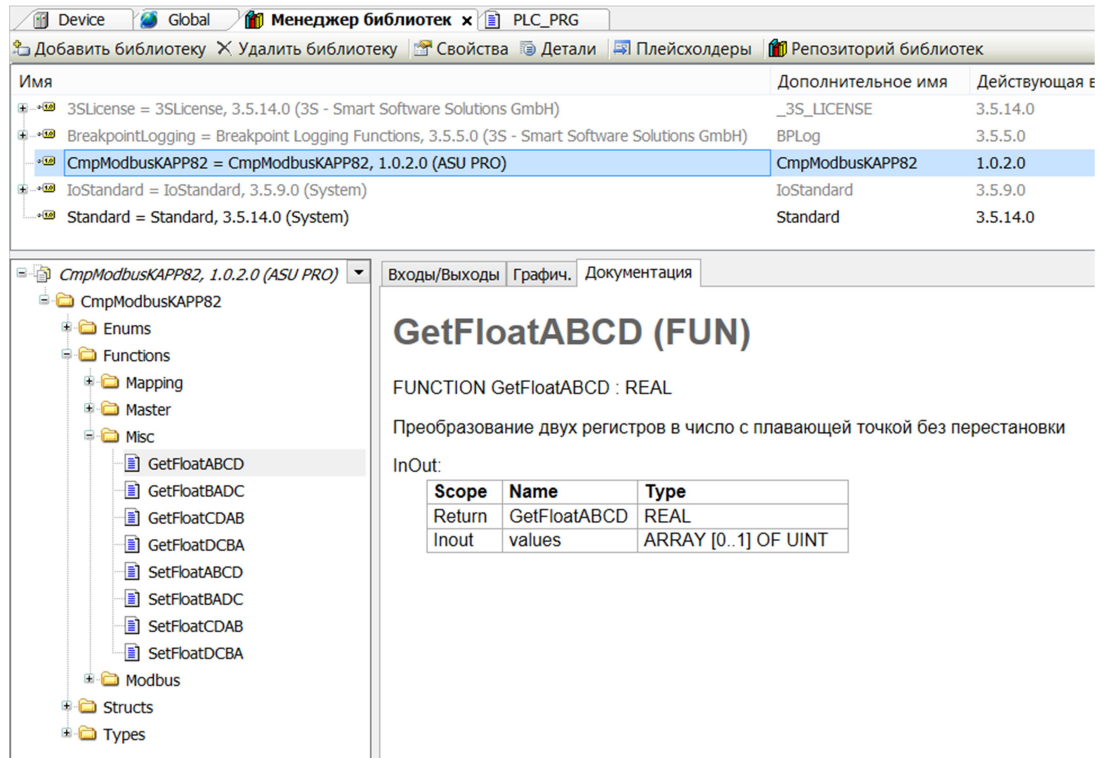 Device Global Менеджер библиотек x PLC_PRG
Добавить библиотеку Удалить библиотеку Свойства Детали Плейсхолдеры Репозиторий библиотек
Имя Дополнительное имя Действующая в
3SLicense = 3SLicense, 3.5.14.0 (3S - Smart Software Solutions GmbH) _3S_LICENSE 3.5.14.0
BreakpointLogging = Breakpoint Logging Functions, 3.5.5.0 (3S - Smart Software Solutions GmbH) BPLog 3.5.5.0
CmpModbusKAPP82 = CmpModbusKAPP82, 1.0.2.0 (ASU PRO) CmpModbusKAPP82 1.0.2.0
IoStandard = IoStandard, 3.5.9.0 (System) IoStandard 3.5.9.0
Standard = Standard, 3.5.14.0 (System) Standard 3.5.14.0
CmpModbusKAPP82, 1.0.2.0 (ASU PRO)
CmpModbusKAPP82
Enums
Functions
Mapping
Master
Misc
GetFloatABCD
GetFloatBADC
GetFloatCDAB
GetFloatDCBA
SetFloatABCD
SetFloatBADC
SetFloatCDAB
SetFloatDCBA
Modbus
Structs
Types
Входы/Выходы Графич. Документация
GetFloatABCD (FUN)
FUNCTION GetFloatABCD : REAL
Преобразование двух регистров в число с плавающей точкой без перестановки
InOut:
Scope Name Type
Return GetFloatABCD REAL
Inout values ARRAY [0..1] OF UINT